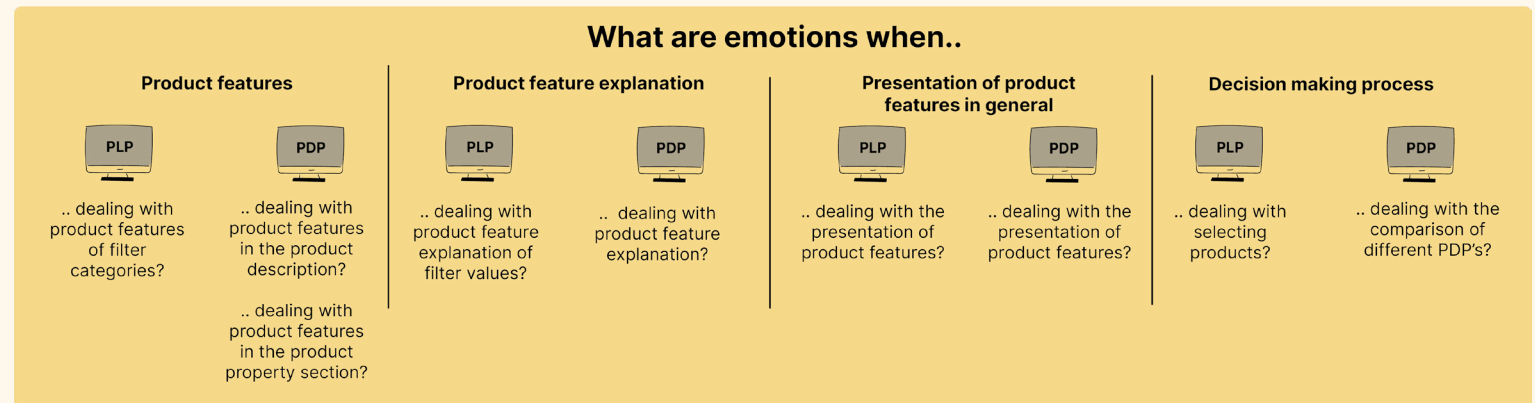 What are emotions when..
Product features
PLP
.. dealing with
product features
of filter
categories?
PDP
.. dealing with
product features
in the product
description?
.. dealing with
product features
in the product
property section?
Product feature explanation
PLP
.. dealing with
product feature
explanation of
filter values?
PDP
.. dealing with
product feature
explanation?
Presentation of product
features in general
PLP
.. dealing with the
presentation of
product features?
PDP
.. dealing with the
presentation of
product features?
Decision making process
PLP
.. dealing with
selecting
products?
PDP
.. dealing with the
comparison of
different PDP's?